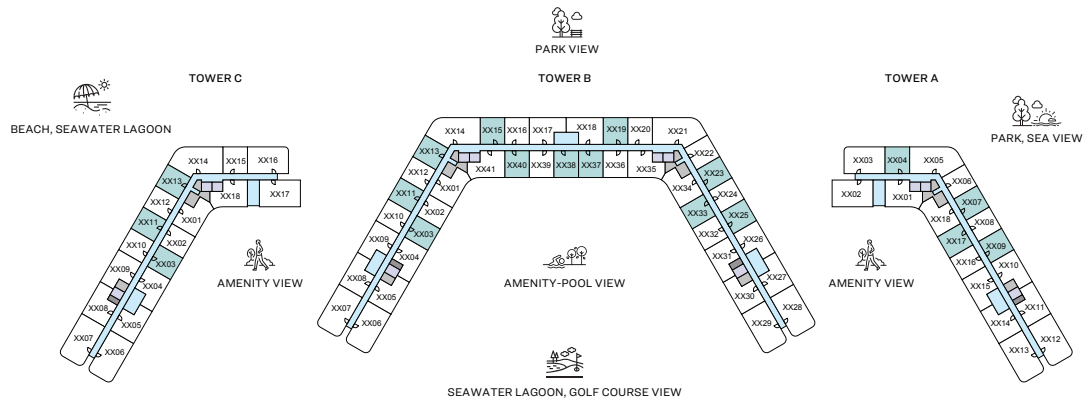 PARK VIEW
TOWER C
TOWER B
TOWER A
BEACH, SEAWATER LAGOON
PARK, SEA VIEW
XX14
XX15
XX16
XX13
XX18
XX17
XX12
XX01
XX11
XX02
XX10
XX03
XX09
XX04
XX08
XX05
XX07
XX06
AMENITY VIEW
XX14
XX15
XX16
XX17
XX18
XX19
XX20
XX21
XX13
XX41
XX40
XX39
XX38
XX37
XX36
XX35
XX22
XX12
XX01
XX34
XX23
XX11
XX02
XX33
XX24
XX10
XX03
XX32
XX25
XX09
XX04
XX31
XX26
XX08
XX05
XX30
XX27
XX07
XX06
XX29
XX28
AMENITY-POOL VIEW
XX03
XX04
XX05
XX02
XX01
XX06
XX18
XX07
XX17
XX08
XX16
XX09
XX15
XX10
XX14
XX11
XX13
XX12
AMENITY VIEW
SEAWATER LAGOON, GOLF COURSE VIEW